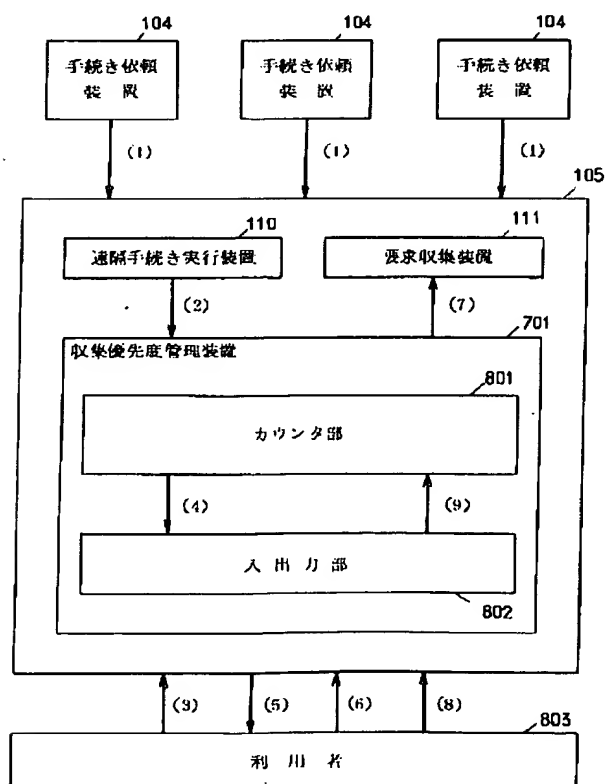 104
104
104
手続き依頼
装置
手続き依頼
装置
手続き依頼
装置
(1)
(1)
(1)
105
110
111
遠隔手続き実行装置
要求収集装置
(2)
(7)
701
収集優先度管理装置
801
カウンタ部
(4)
(9)
入出力部
802
(3)
(5)
(6)
(8)
803
利用者